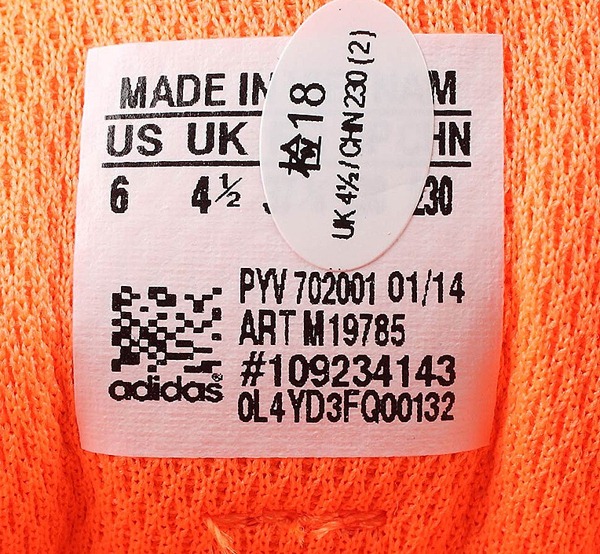 MADE IN AM
US UK HN
6 4½ 230
检18
UK 4½ / CHN 230 (2)
PYV 702001 01/14
ART M19785
#109234143
0L4YD3FQ00132
adidas®